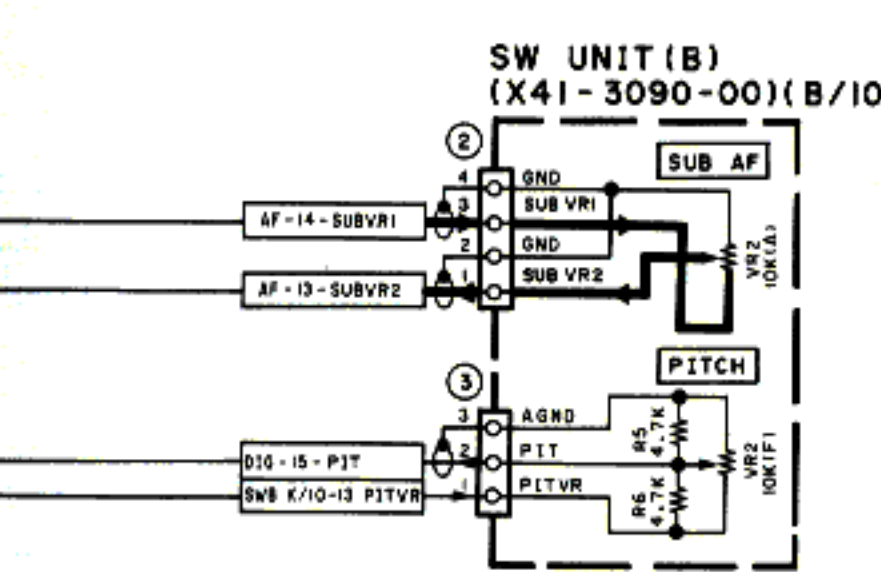 SW UNIT(B)
(X41-3090-00)(B/10
2
SUB AF
4
GND
3
SUB VR1
AF-14-SUBVR1
2
GND
1
SUB VR2
AF-13-SUBVR2
VR2
10K(A)
3
PITCH
3
AGND
R5
4.7K
2
PIT
DIG-15-PIT
VR2
10K(F)
1
PITVR
SWB K/10-13 PITVR
R6
4.7K